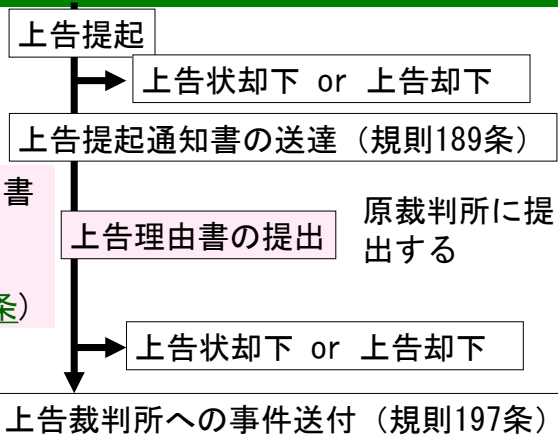 上告提起
上告状却下 or 上告却下
上告提起通知書の送達（規則189条）
書
上告理由書の提出
原裁判所に提
出する
条）
上告状却下 or 上告却下
上告裁判所への事件送付（規則197条）